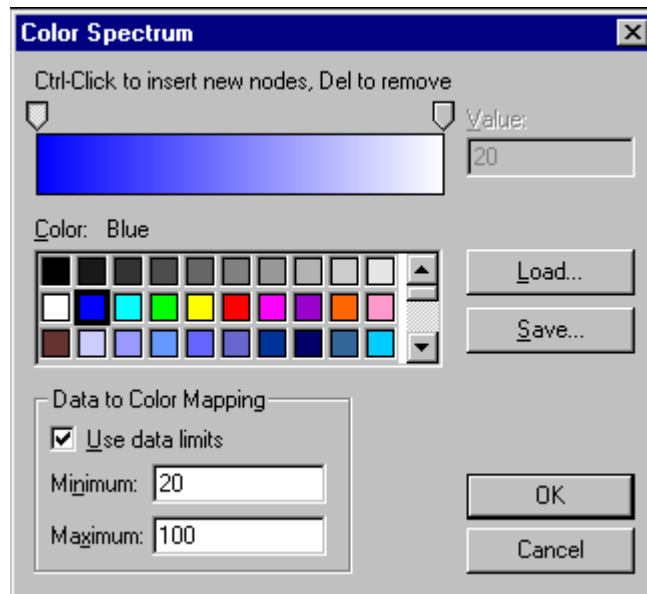 Color Spectrum
Ctrl-Click to insert new nodes, Del to remove
Value:
20
Color: Blue
Load...
Save...
Data to Color Mapping
Use data limits
Minimum: 20
Maximum: 100
OK
Cancel